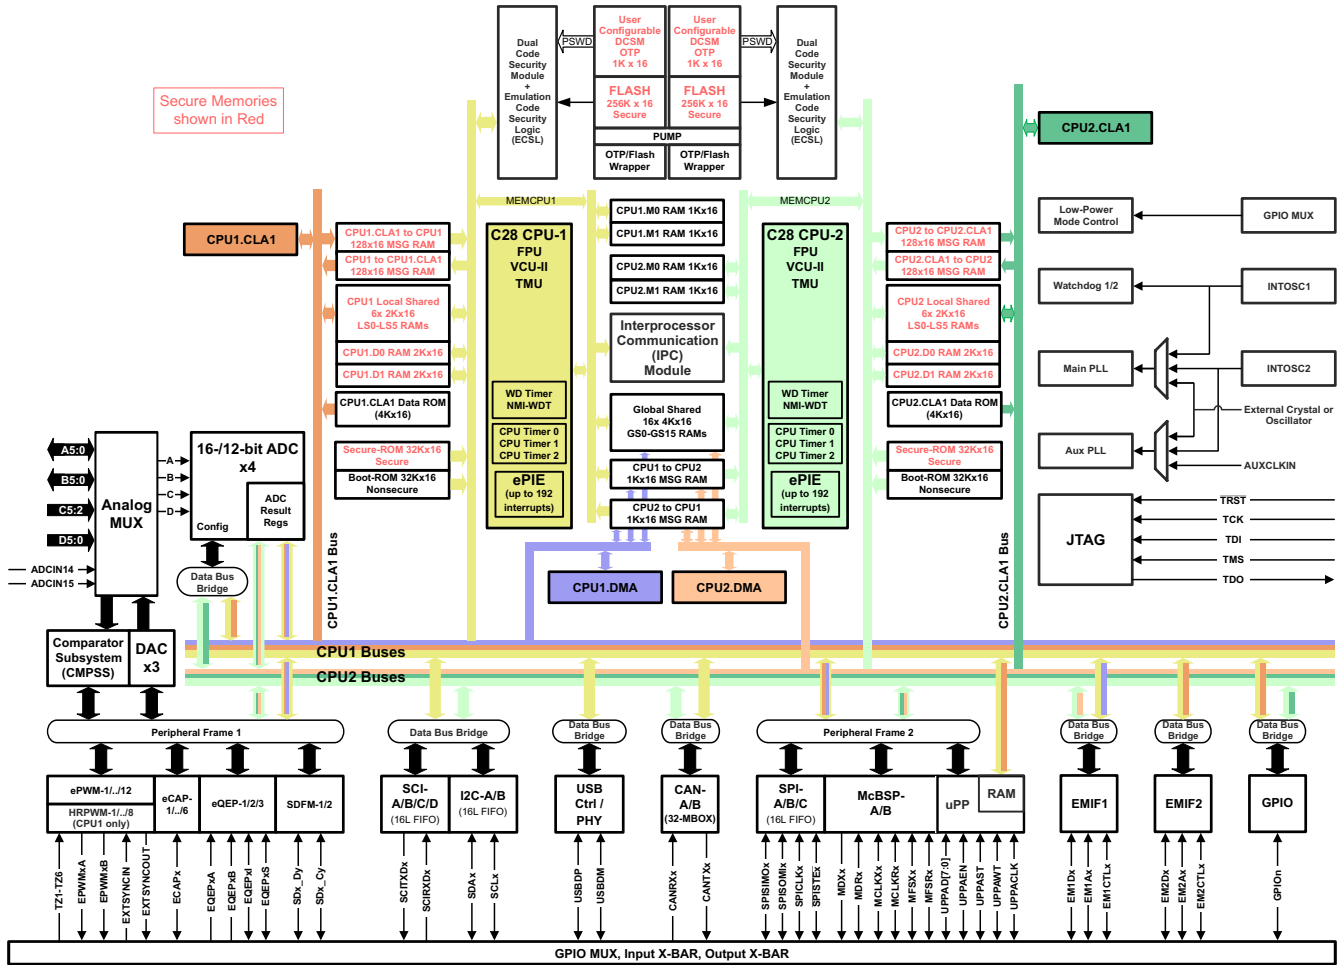 Secure Memories
shown in Red
Dual
Code
Security
Module
+
Emulation
Code
Security
Logic
(ECSL)
PSWD
User
Configurable
DCSM
OTP
1K x 16
FLASH
256K x 16
Secure
User
Configurable
DCSM
OTP
1K x 16
FLASH
256K x 16
Secure
PUMP
OTP/Flash
Wrapper
OTP/Flash
Wrapper
PSWD
Dual
Code
Security
Module
+
Emulation
Code
Security
Logic
(ECSL)
CPU2.CLA1
MEMCPU1
MEMCPU2
CPU1.CLA1
CPU1.CLA1 to CPU1
128x16 MSG RAM
CPU1 to CPU1.CLA1
128x16 MSG RAM
CPU1 Local Shared
6x 2Kx16
LS0-LS5 RAMs
CPU1.D0 RAM 2Kx16
CPU1.D1 RAM 2Kx16
CPU1.CLA1 Data ROM
(4Kx16)
Secure-ROM 32Kx16
Secure
Boot-ROM 32Kx16
Nonsecure
C28 CPU-1
FPU
VCU-II
TMU
WD Timer
NMI-WDT
CPU Timer 0
CPU Timer 1
CPU Timer 2
ePIE
(up to 192
interrupts)
CPU1.M0 RAM 1Kx16
CPU1.M1 RAM 1Kx16
CPU2.M0 RAM 1Kx16
CPU2.M1 RAM 1Kx16
Interprocessor
Communication
(IPC)
Module
Global Shared
16x 4Kx16
GS0-GS15 RAMs
CPU1 to CPU2
1Kx16 MSG RAM
CPU2 to CPU1
1Kx16 MSG RAM
C28 CPU-2
FPU
VCU-II
TMU
WD Timer
NMI-WDT
CPU Timer 0
CPU Timer 1
CPU Timer 2
ePIE
(up to 192
interrupts)
CPU2 to CPU2.CLA1
128x16 MSG RAM
CPU2.CLA1 to CPU2
128x16 MSG RAM
CPU2 Local Shared
6x 2Kx16
LS0-LS5 RAMs
CPU2.D0 RAM 2Kx16
CPU2.D1 RAM 2Kx16
CPU2.CLA1 Data ROM
(4Kx16)
Secure-ROM 32Kx16
Secure
Boot-ROM 32Kx16
Nonsecure
Low-Power
Mode Control
GPIO MUX
Watchdog 1/2
INTOSC1
Main PLL
INTOSC2
External Crystal or
Oscillator
Aux PLL
AUXCLKIN
JTAG
TRST
TCK
TDI
TMS
TDO
A5:0
B5:0
C5:2
D5:0
ADCIN14
ADCIN15
Analog
MUX
A
B
C
D
16-/12-bit ADC
x4
ADC
Result
Regs
Config
Data Bus
Bridge
CPU1.CLA1 Bus
CPU2.CLA1 Bus
CPU1.DMA
CPU2.DMA
Comparator
Subsystem
(CMPSS)
DAC
x3
CPU1 Buses
CPU2 Buses
Peripheral Frame 1
Data Bus Bridge
Data Bus
Bridge
Data Bus
Bridge
Peripheral Frame 2
Data Bus
Bridge
Data Bus
Bridge
Data Bus
Bridge
ePWM-1/../12
HRPWM-1/../8
(CPU1 only)
eCAP-
1/../6
eQEP-1/2/3
SDFM-1/2
SCI-
A/B/C/D
(16L FIFO)
I2C-A/B
(16L FIFO)
USB
Ctrl /
PHY
CAN-
A/B
(32-MBOX)
SPI-
A/B/C
(16L FIFO)
McBSP-
A/B
uPP
RAM
EMIF1
EMIF2
GPIO
TZ1-TZ6
EPWMxA
EPWMxB
EXTSYNCIN
EXTSYNCOUT
ECAPx
EQEPxA
EQEPxB
EQEPxI
EQEPxS
SDx_Dy
SDx_Cy
SCITXDx
SCIRXDx
SDAx
SCLx
USBDP
USBDM
CANRXx
CANTXx
SPISIMOx
SPISOMIx
SPICLKx
SPISTEx
MDXx
MDRx
MCLKXx
MCLKRx
MFSXx
MFSRx
UPPAD[7:0]
UPPAEN
UPPAST
UPPAWT
UPPACLK
EM1Dx
EM1Ax
EM1CTLx
EM2Dx
EM2Ax
EM2CTLx
GPIOn
GPIO MUX, Input X-BAR, Output X-BAR